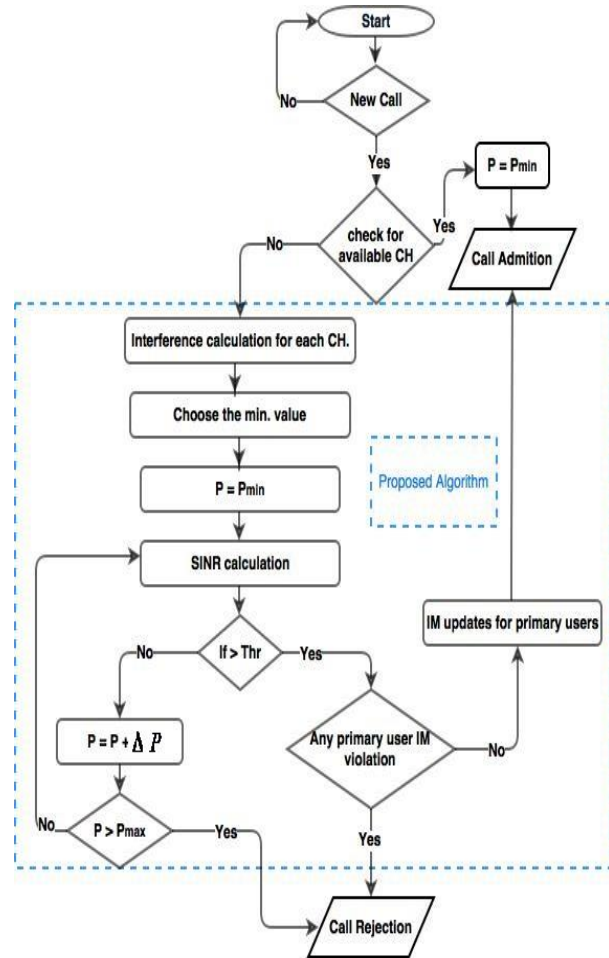 Start
New Call
No
Yes
P = Pmin
check for
available CH
Yes
No
Call Admition
Interference calculation for each CH.
Choose the min. value
P = Pmin
Proposed Algorithm
SINR calculation
IM updates for primary users
If > Thr
No
Yes
P = P + Δ P
Any primary user IM
violation
No
P > Pmax
No
Yes
Yes
Call Rejection